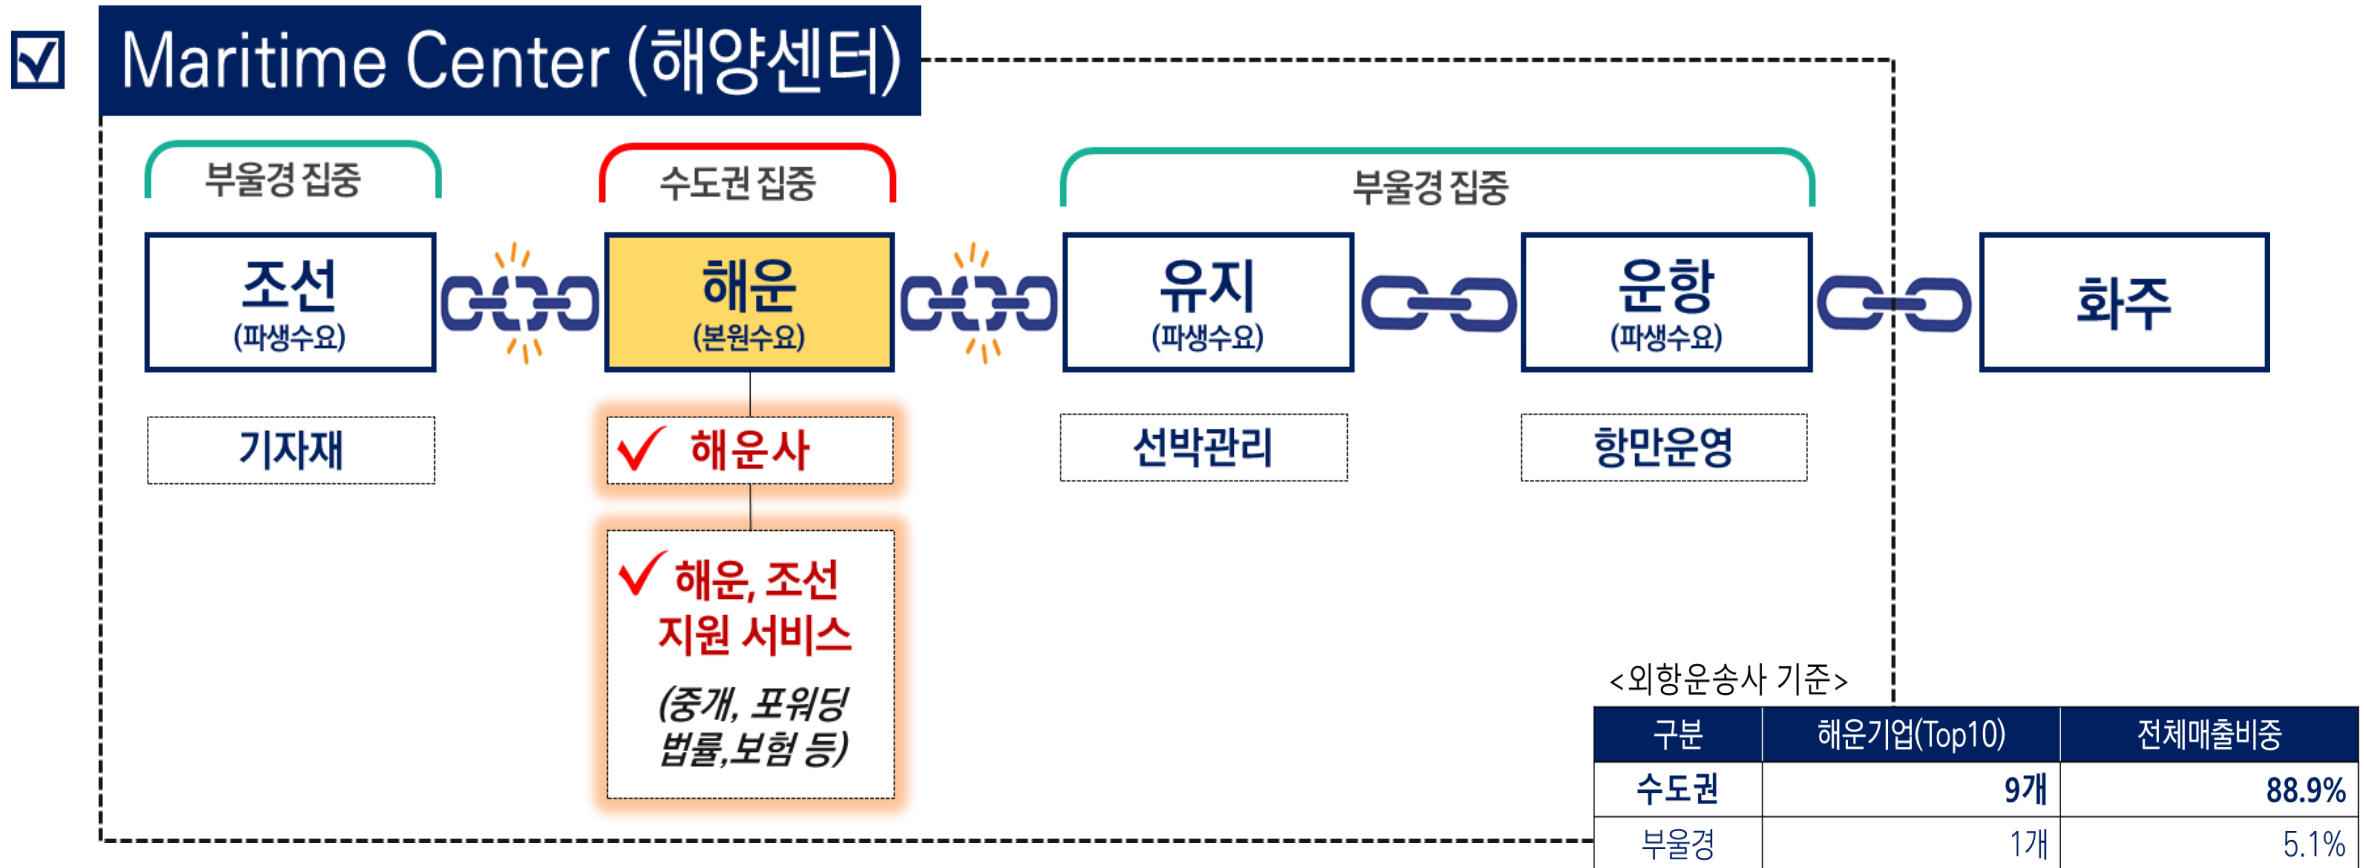 Maritime Center (해양센터)
부울경 집중
수도권 집중
부울경 집중
조선
(파생수요)
해운
(본원수요)
유지
(파생수요)
운항
(파생수요)
화주
기자재
해운사
선박관리
항만운영
해운, 조선
지원 서비스
(중개, 포워딩
법률,보험 등)
<외항운송사 기준>
구분 해운기업(Top10) 전체매출비중
수도권 9개 88.9%
부울경 1개 5.1%